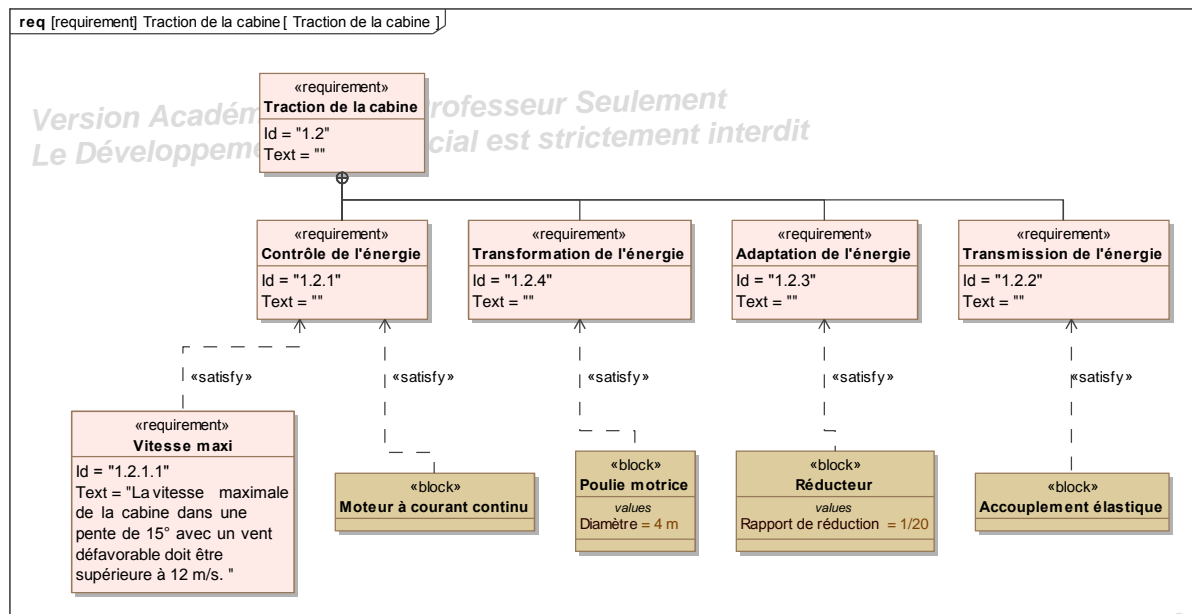 req [requirement] Traction de la cabine [ Traction de la cabine ]
«requirement»
Traction de la cabine
Id = "1.2"
Text = ""
Version Académ rofesseur Seulement
Le Développeme cial est strictement interdit
«requirement»
Contrôle de l'énergie
Id = "1.2.1"
Text = ""
«requirement»
Transformation de l'énergie
Id = "1.2.4"
Text = ""
«requirement»
Adaptation de l'énergie
Id = "1.2.3"
Text = ""
«requirement»
Transmission de l'énergie
Id = "1.2.2"
Text = ""
«satisfy»
«satisfy»
«satisfy»
«satisfy»
«satisfy»
«requirement»
Vitesse maxi
Id = "1.2.1.1"
Text = "La vitesse maximale
de la cabine dans une
pente de 15° avec un vent
défavorable doit être
supérieure à 12 m/s. "
«block»
Moteur à courant continu
«block»
Poulie motrice
values
Diamètre = 4 m
«block»
Réducteur
values
Rapport de réduction = 1/20
«block»
Accouplement élastique